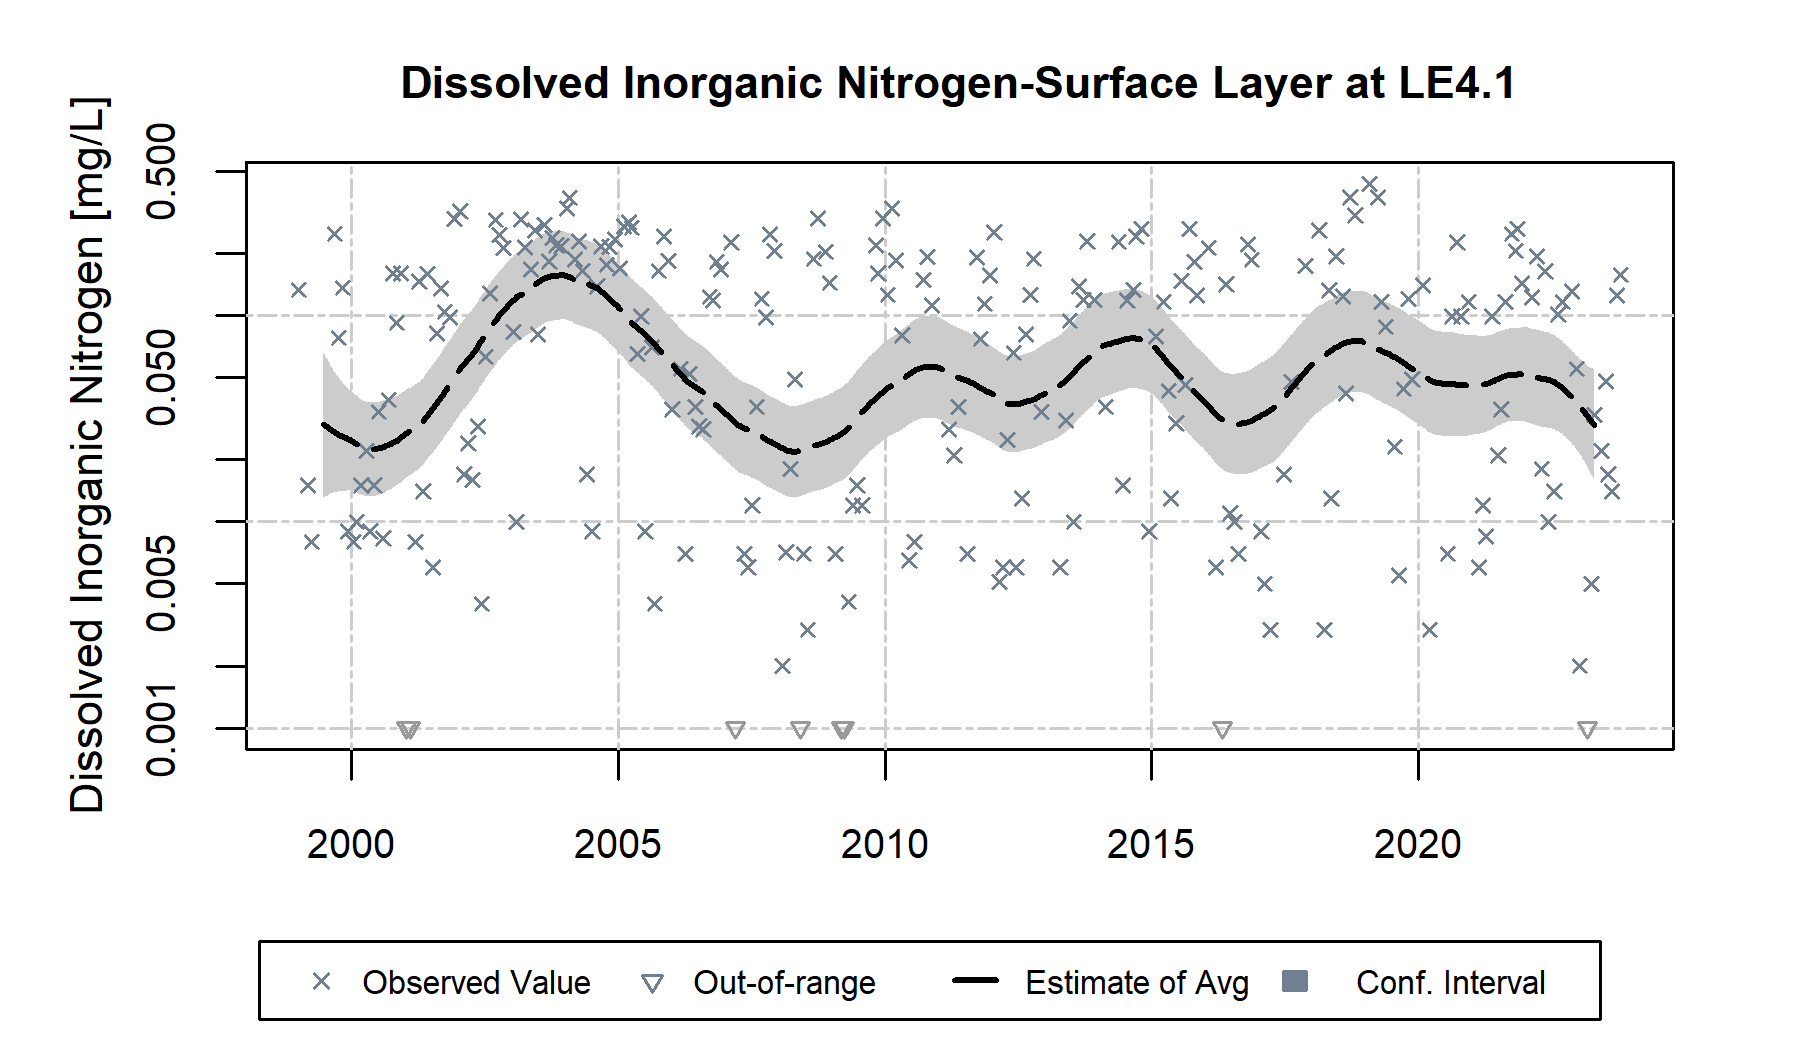 Dissolved Inorganic Nitrogen-Surface Layer at LE4.1
Dissolved Inorganic Nitrogen [mg/L]
0.500
0.050
0.005
0.001
2000 2005 2010 2015 2020
Observed Value Out-of-range Estimate of Avg Conf. Interval